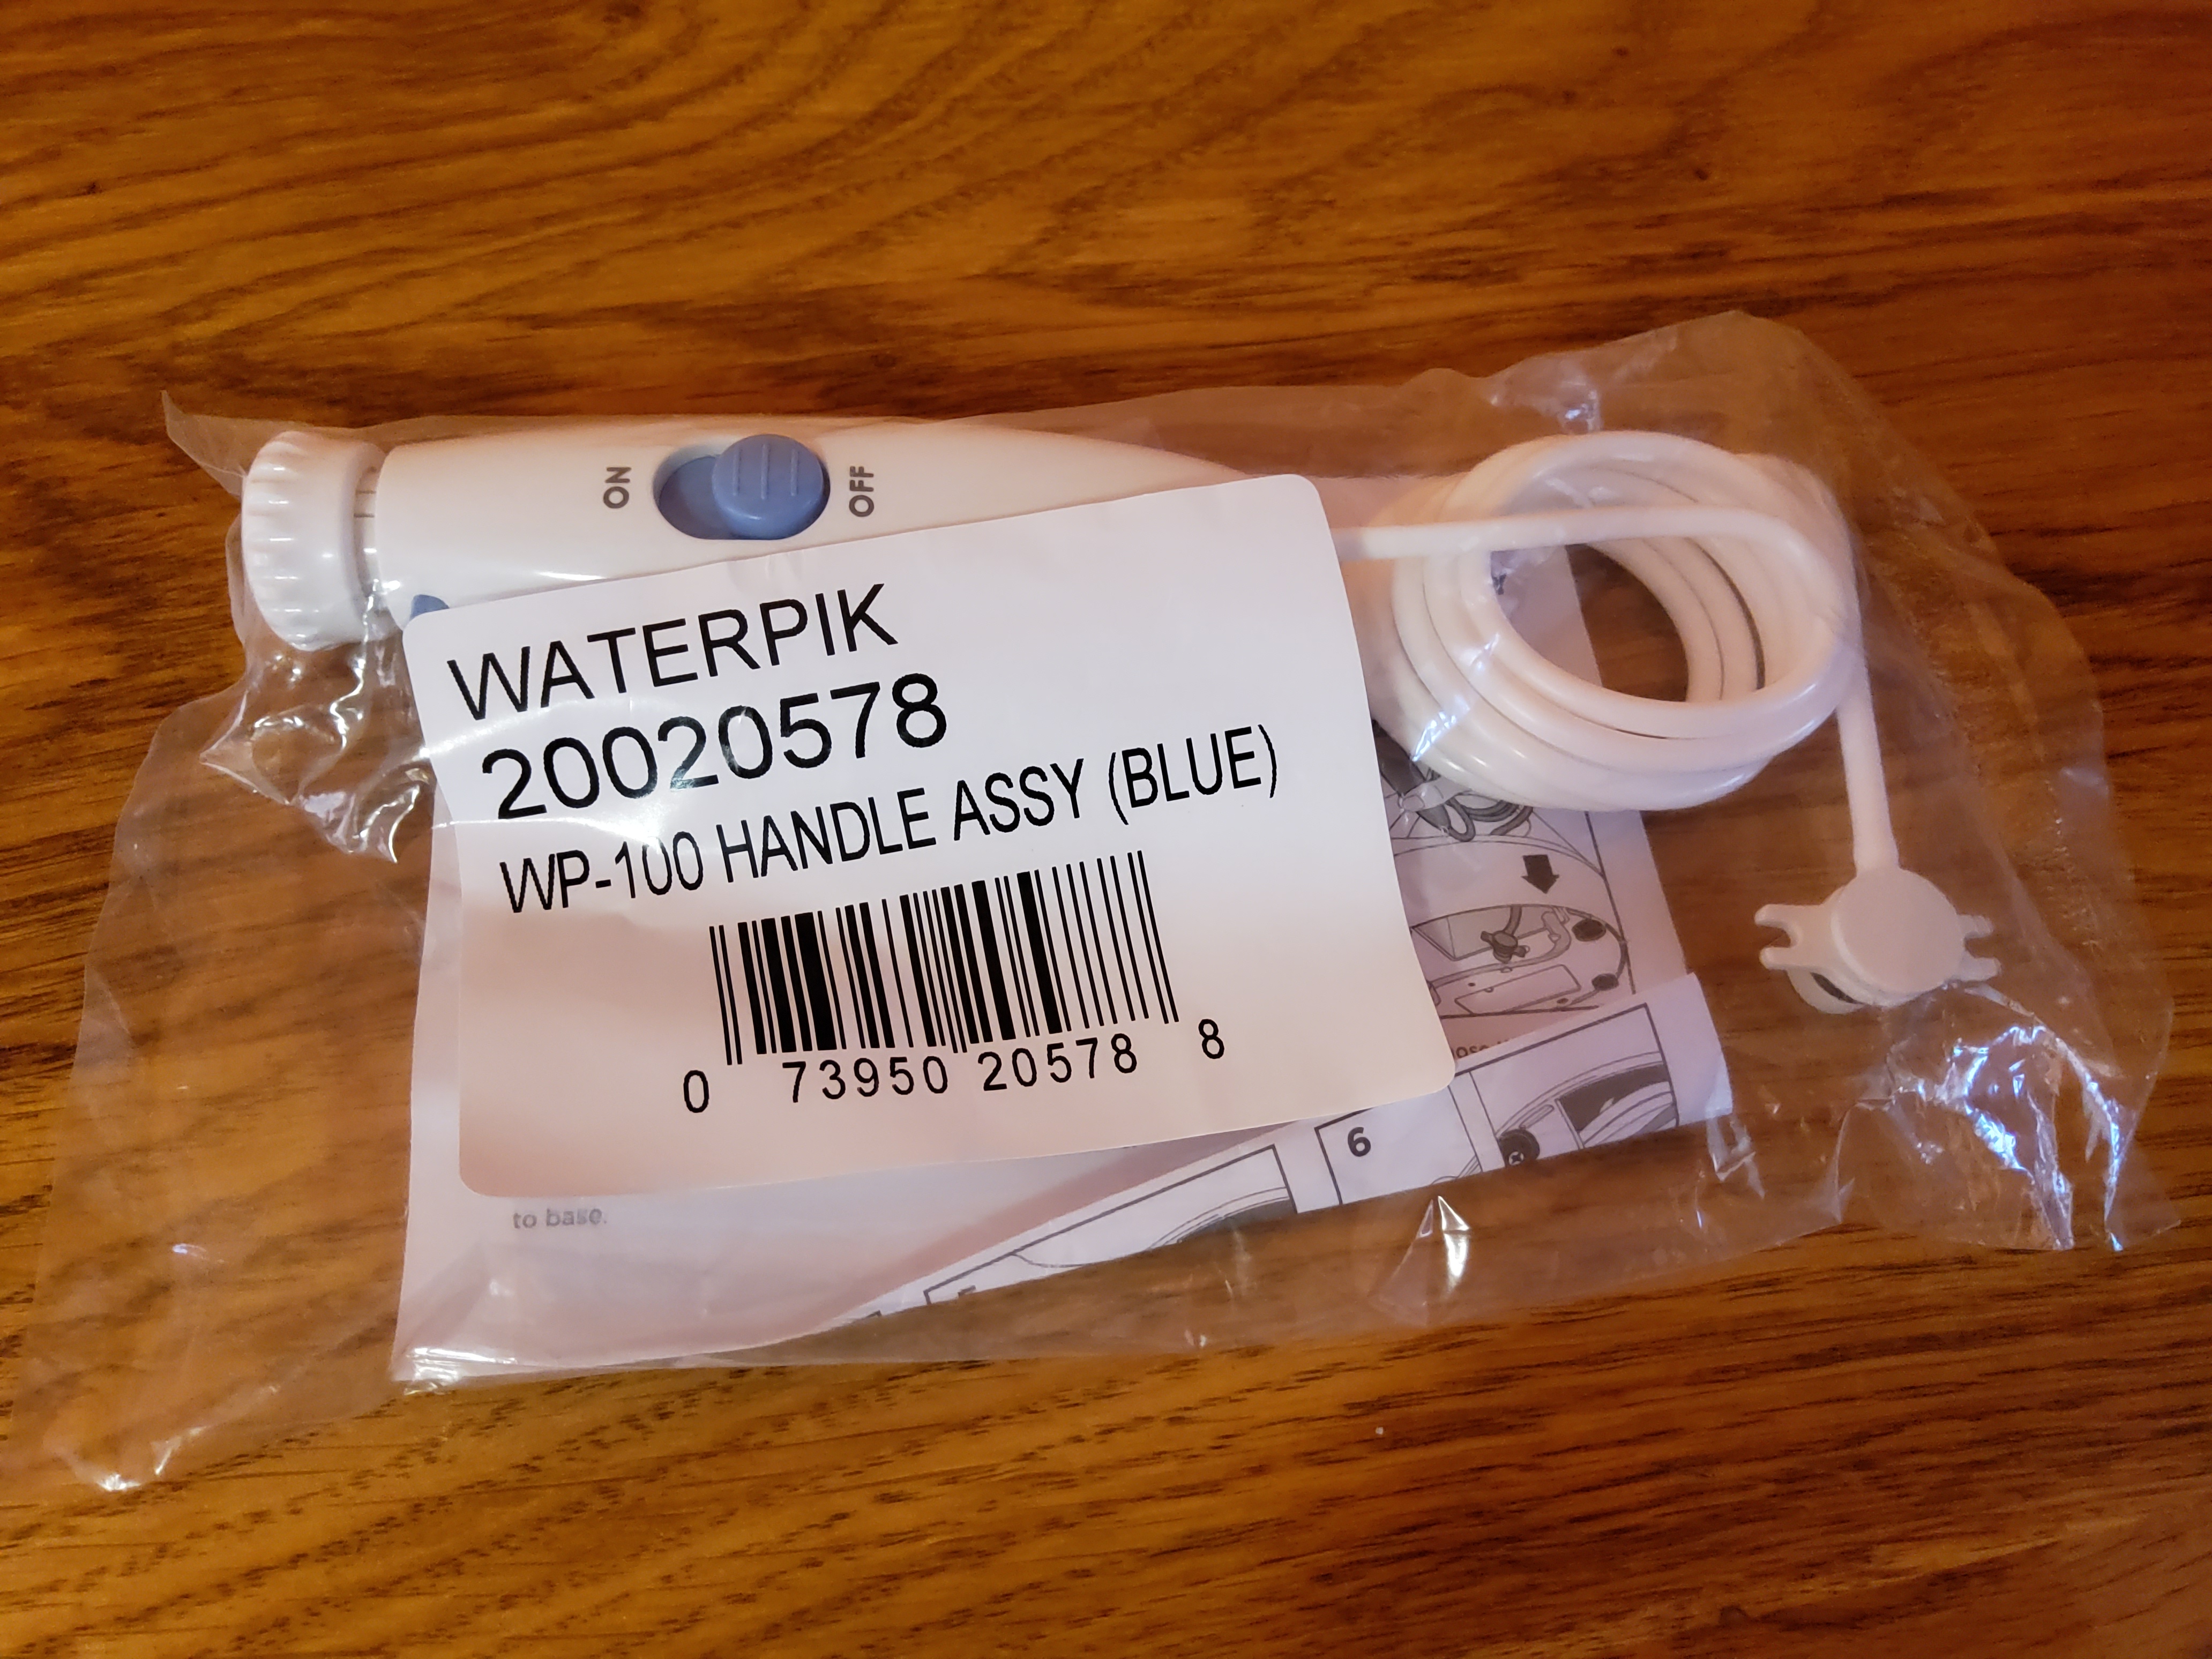 ON
OFF
WATERPIK
20020578
WP-100 HANDLE ASSY (BLUE)
0 73950 20578 8
6
to base.